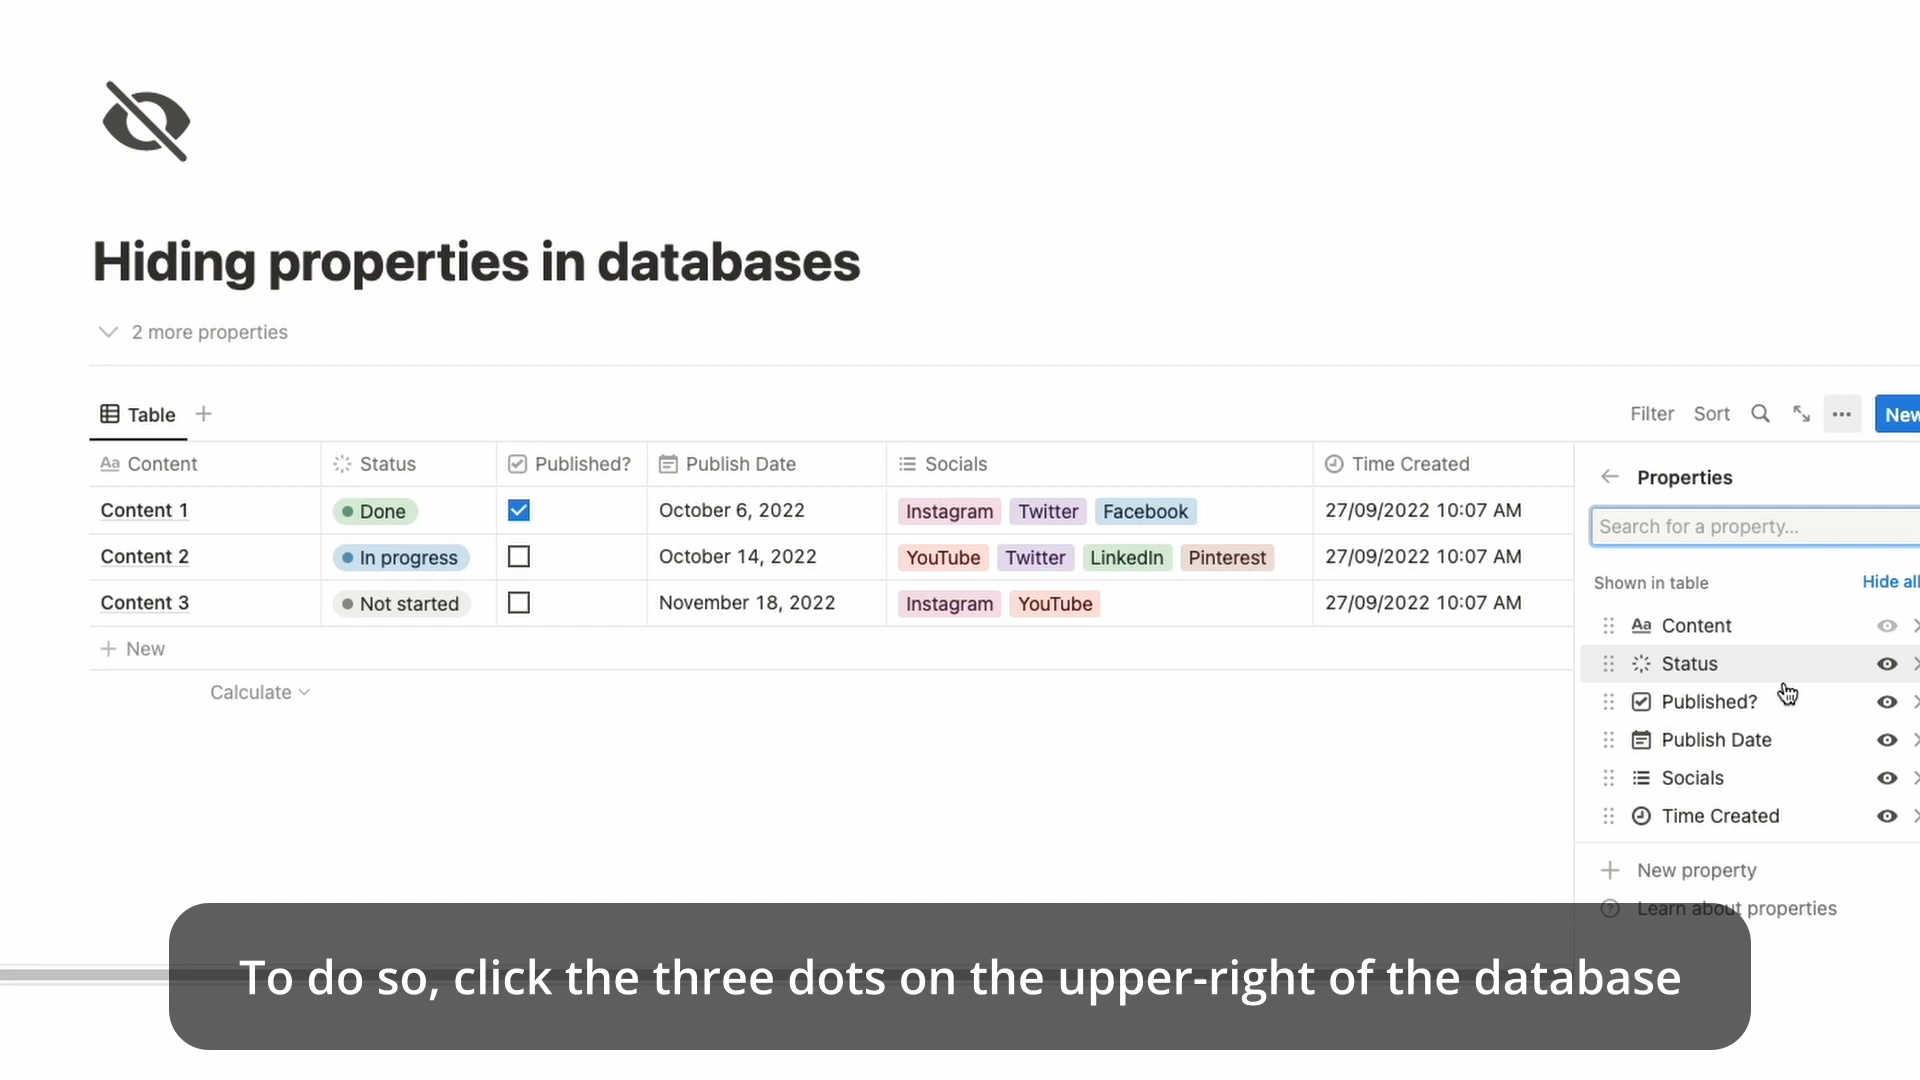 Hiding properties in databases
2 more properties
Table
Filter Sort New
Aa Content Status Published? Publish Date Socials Time Created
Content 1 Done October 6, 2022 Instagram Twitter Facebook 27/09/2022 10:07 AM
Content 2 In progress October 14, 2022 YouTube Twitter LinkedIn Pinterest 27/09/2022 10:07 AM
Content 3 Not started November 18, 2022 Instagram YouTube 27/09/2022 10:07 AM
+ New
Calculate
Properties
Search for a property...
Shown in table Hide all
Aa Content
Status
Published?
Publish Date
Socials
Time Created
+ New property
? Learn about properties
To do so, click the three dots on the upper-right of the database